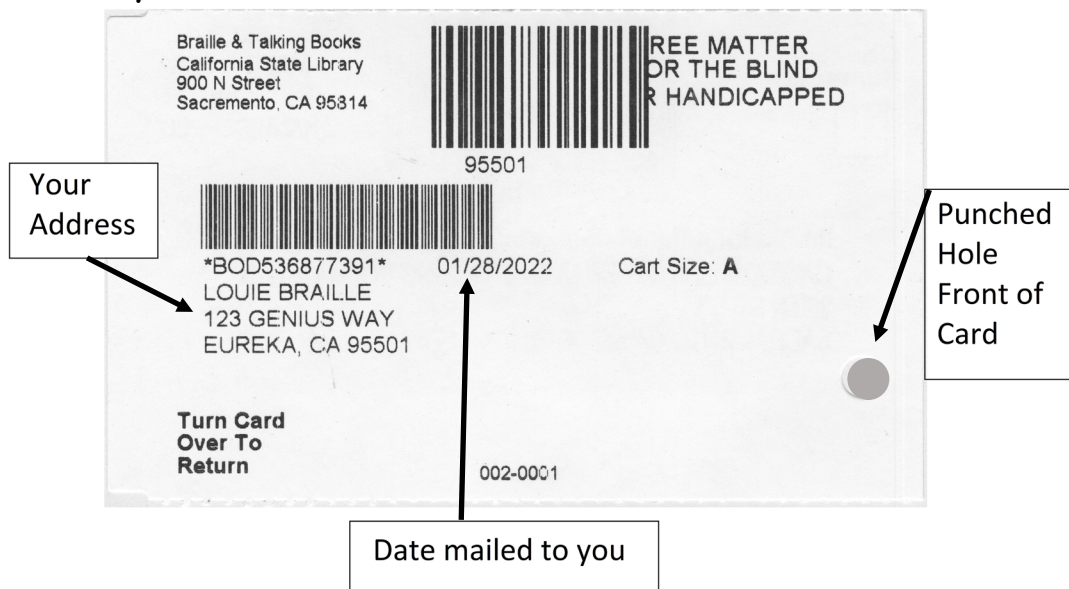 Braille & Talking Books
California State Library
900 N Street
Sacremento, CA 95814
REE MATTER
OR THE BLIND
R HANDICAPPED
95501
Your
Address
*BOD536877391* 01/28/2022 Cart Size: A
LOUIE BRAILLE
123 GENIUS WAY
EUREKA, CA 95501
Punched
Hole
Front of
Card
Turn Card
Over To
Return
002-0001
Date mailed to you